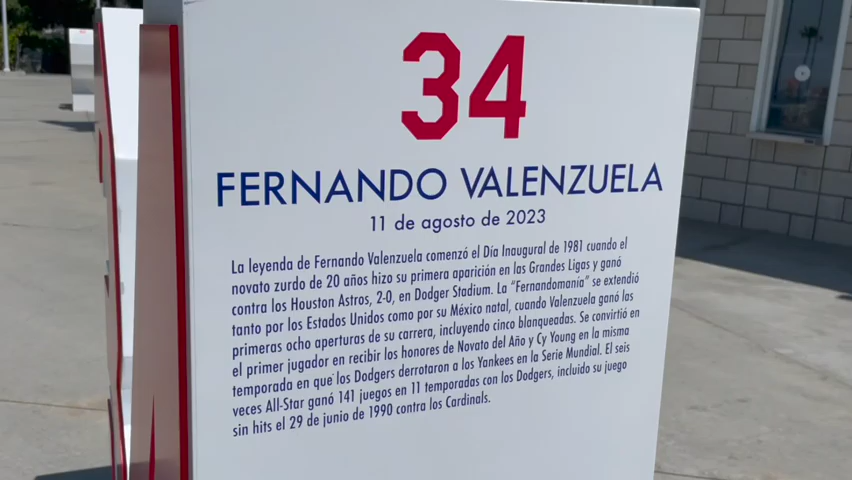 34
FERNANDO VALENZUELA
11 de agosto de 2023
La leyenda de Fernando Valenzuela comenzó el Día Inaugural de 1981 cuando el
novato zurdo de 20 años hizo su primera aparición en las Grandes Ligas y ganó
contra los Houston Astros, 2-0, en Dodger Stadium. La “Fernandomanía” se extendió
tanto por los Estados Unidos como por su México natal, cuando Valenzuela ganó las
primeras ocho aperturas de su carrera, incluyendo cinco blanqueadas. Se convirtió en
el primer jugador en recibir los honores de Novato del Año y Cy Young en la misma
temporada en que los Dodgers derrotaron a los Yankees en la Serie Mundial. El seis
veces All-Star ganó 141 juegos en 11 temporadas con los Dodgers, incluido su juego
sin hits el 29 de junio de 1990 contra los Cardinals.